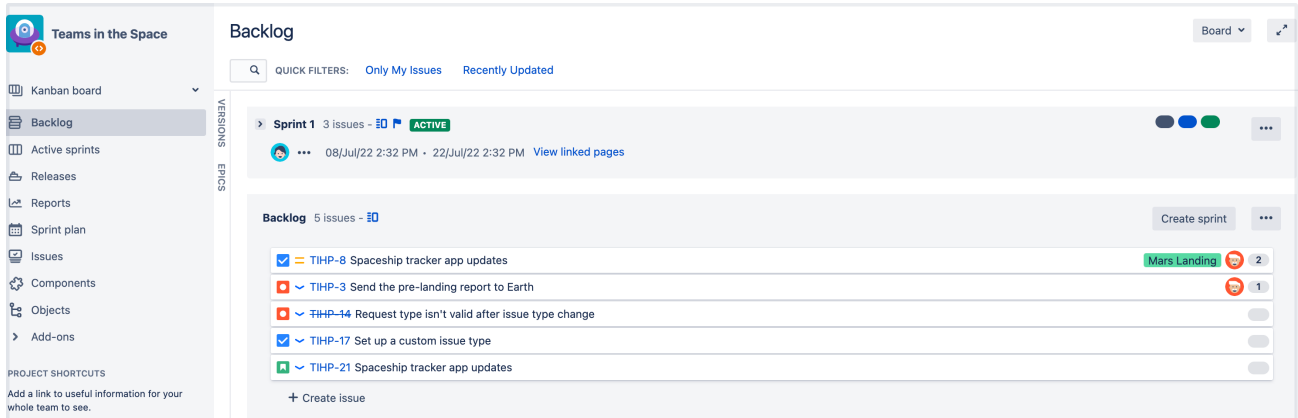 Teams in the Space
Kanban board
Backlog
Active sprints
Releases
Reports
Sprint plan
Issues
Components
Objects
Add-ons
PROJECT SHORTCUTS
Add a link to useful information for your
whole team to see.
Backlog
Board
QUICK FILTERS: Only My Issues Recently Updated
VERSIONS
EPICS
Sprint 1 3 issues - ACTIVE
08/Jul/22 2:32 PM • 22/Jul/22 2:32 PM View linked pages
Backlog 5 issues - Create sprint
TIHP-8 Spaceship tracker app updates Mars Landing 2
TIHP-3 Send the pre-landing report to Earth 1
TIHP-14 Request type isn't valid after issue type change
TIHP-17 Set up a custom issue type
TIHP-21 Spaceship tracker app updates
+ Create issue